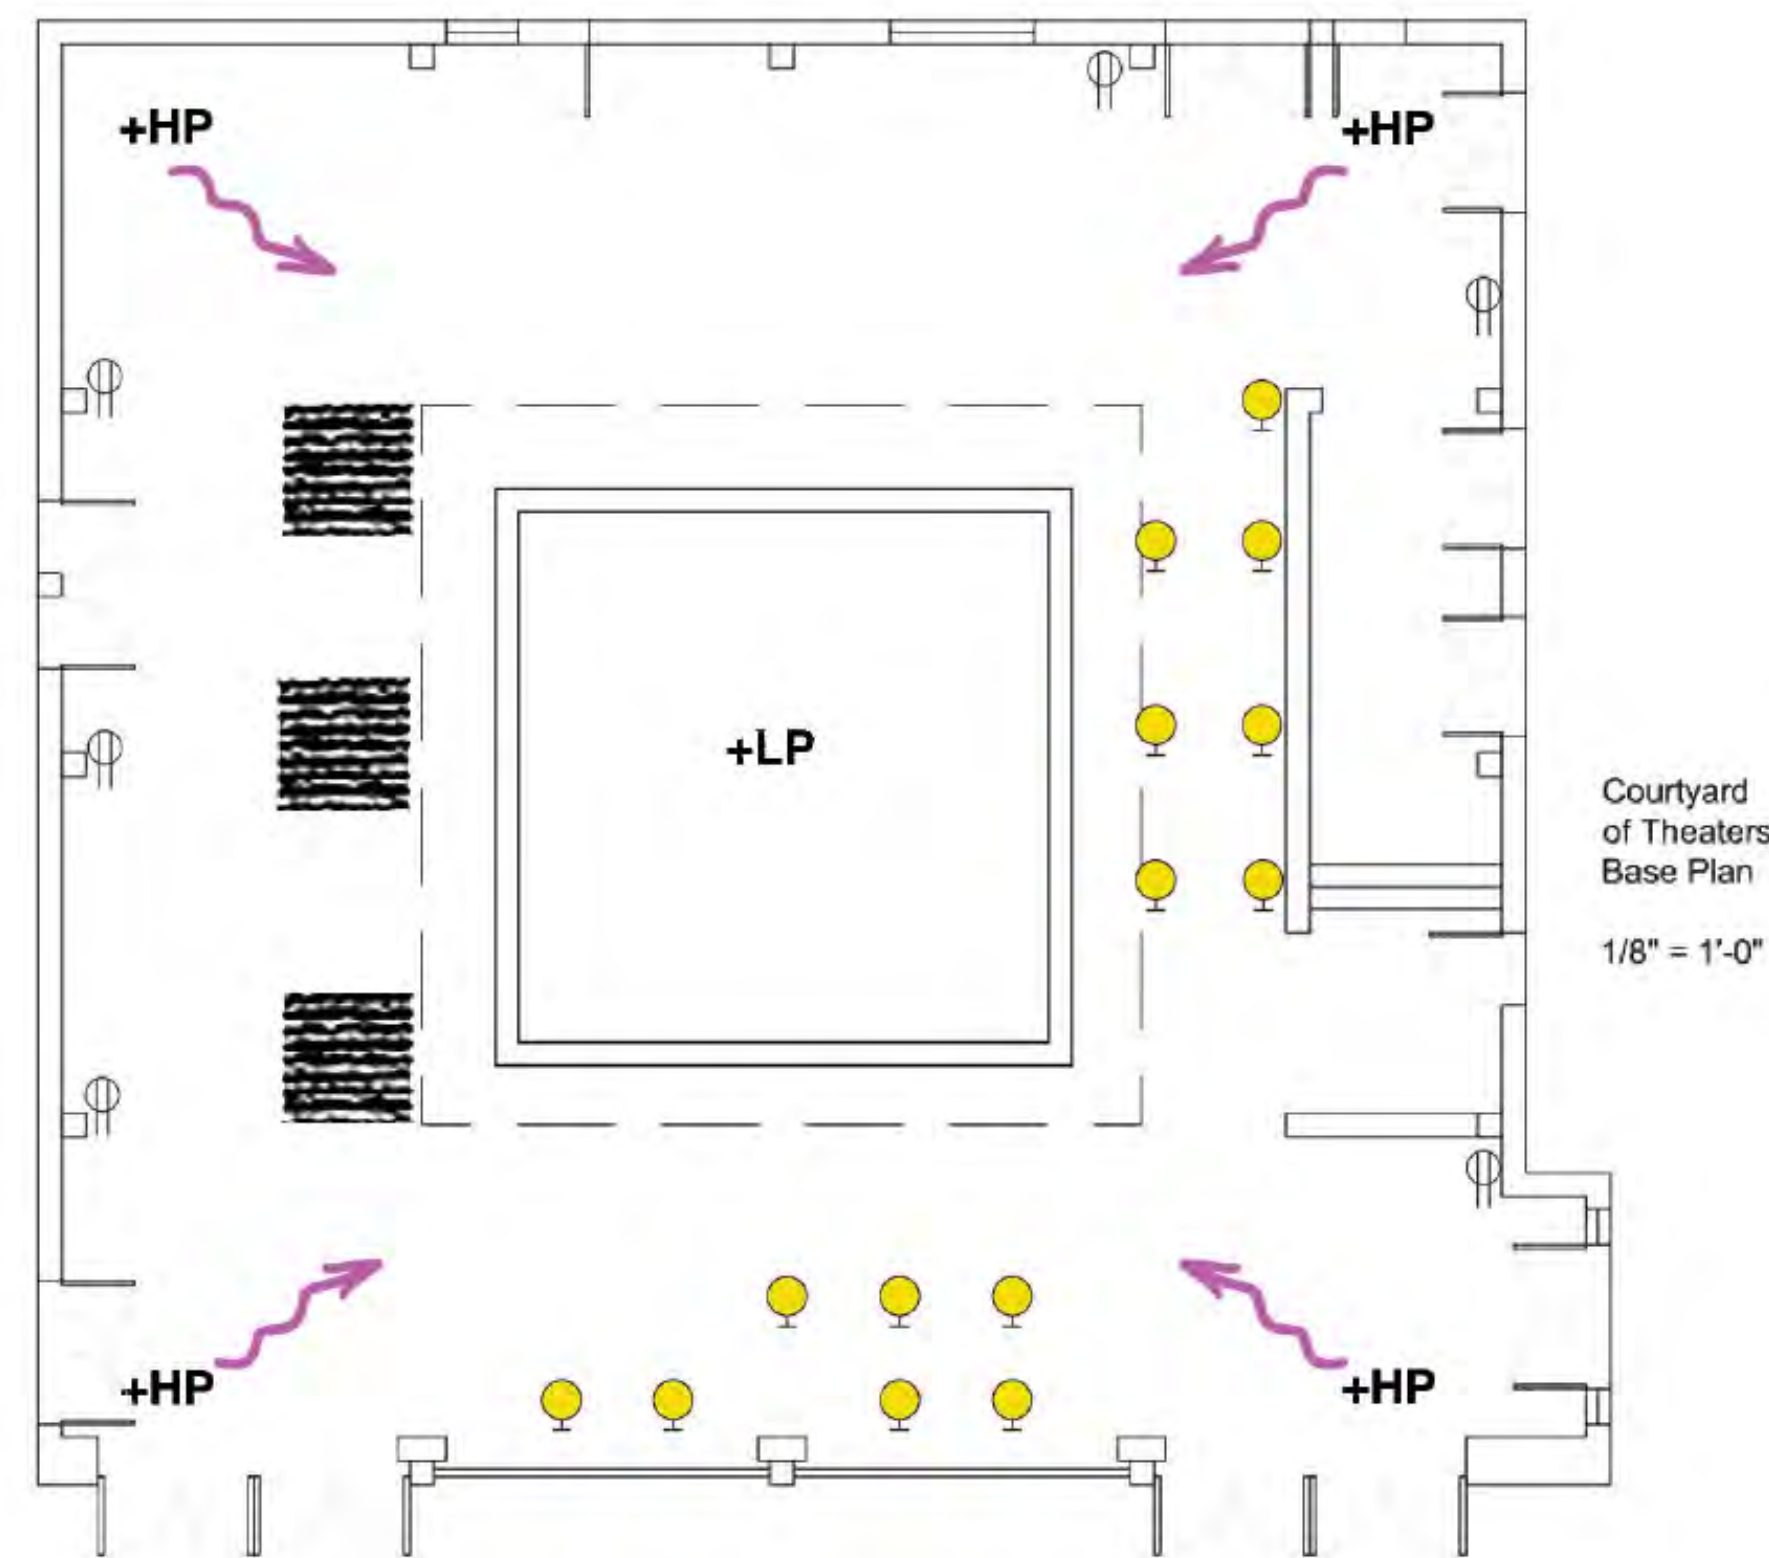 +HP
+HP
+LP
Courtyard
of Theaters
Base Plan
1/8" = 1'-0"
+HP
+HP